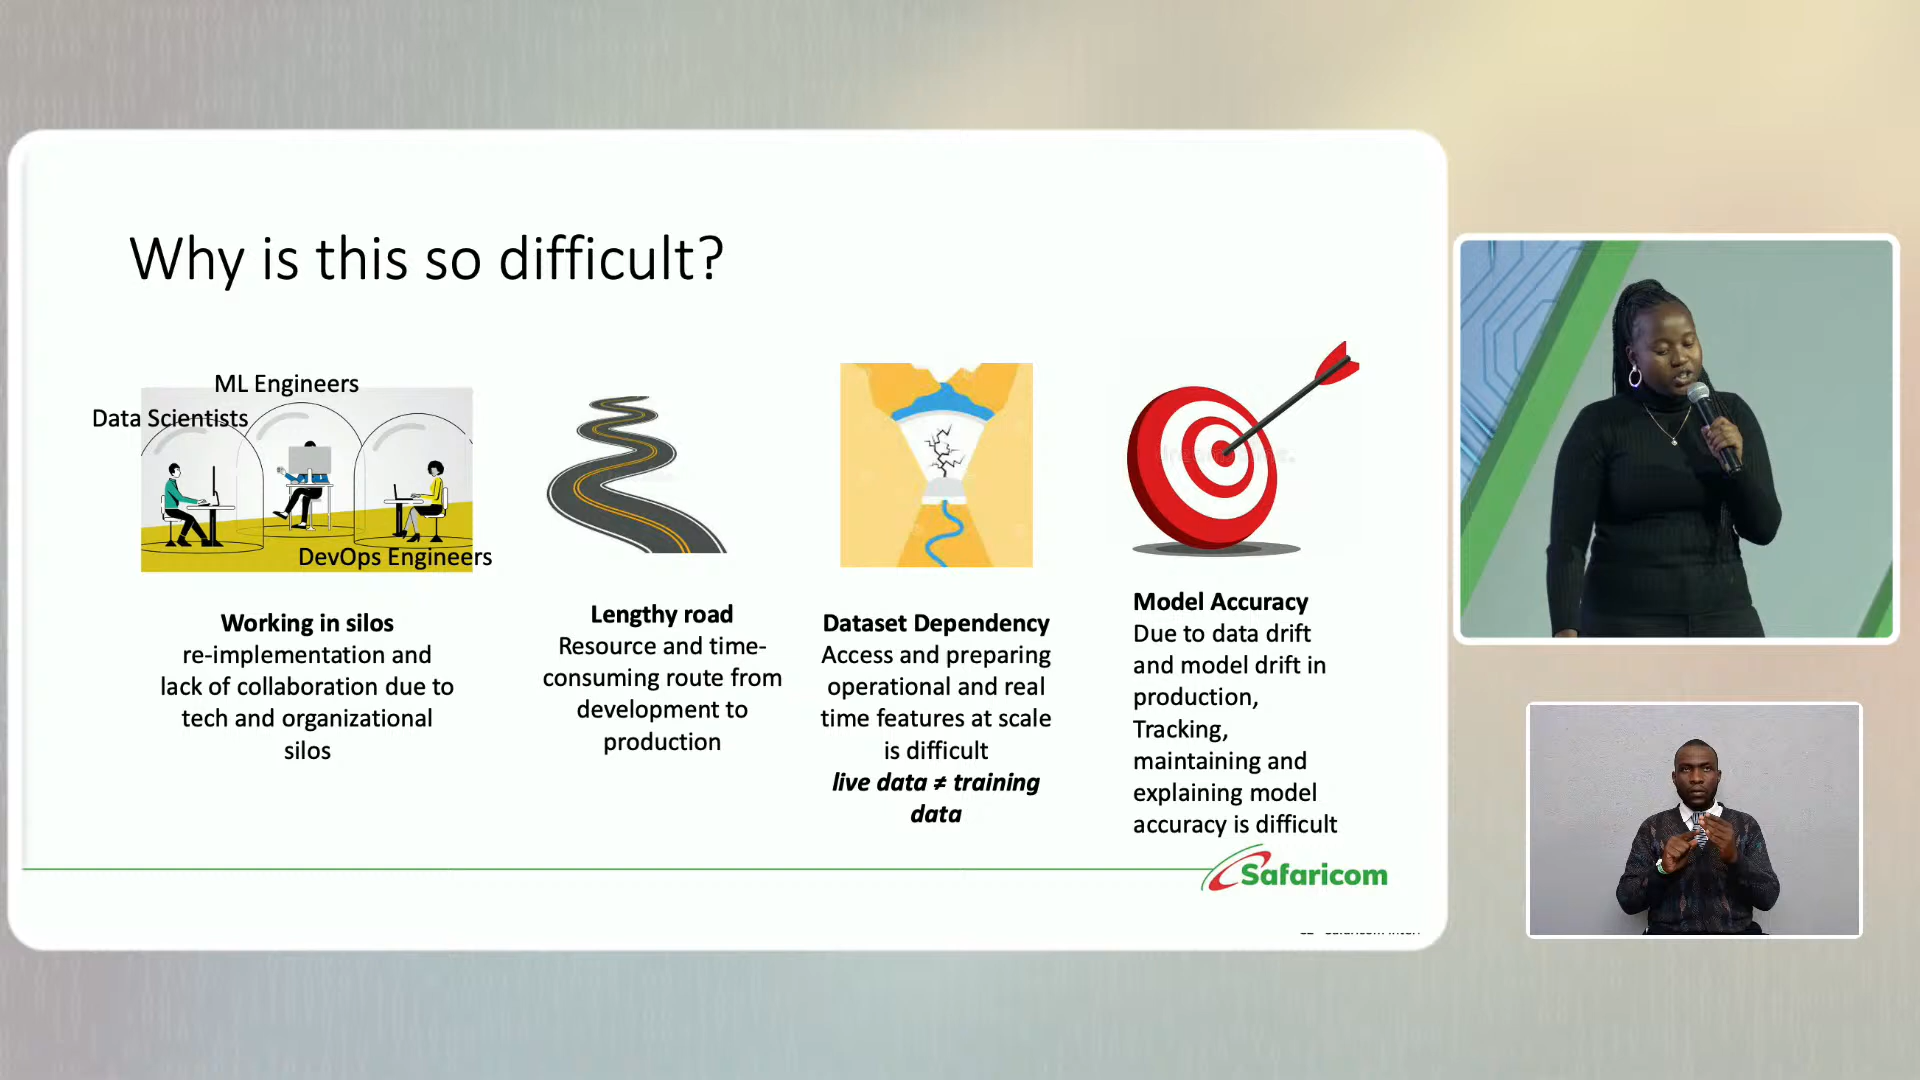 Why is this so difficult?
ML Engineers
Data Scientists
DevOps Engineers
Working in silos
re-implementation and
lack of collaboration due to
tech and organizational
silos
Lengthy road
Resource and time-
consuming route from
development to
production
Dataset Dependency
Access and preparing
operational and real
time features at scale
is difficult
live data ≠ training
data
Model Accuracy
Due to data drift
and model drift in
production,
Tracking,
maintaining and
explaining model
accuracy is difficult
Safaricom